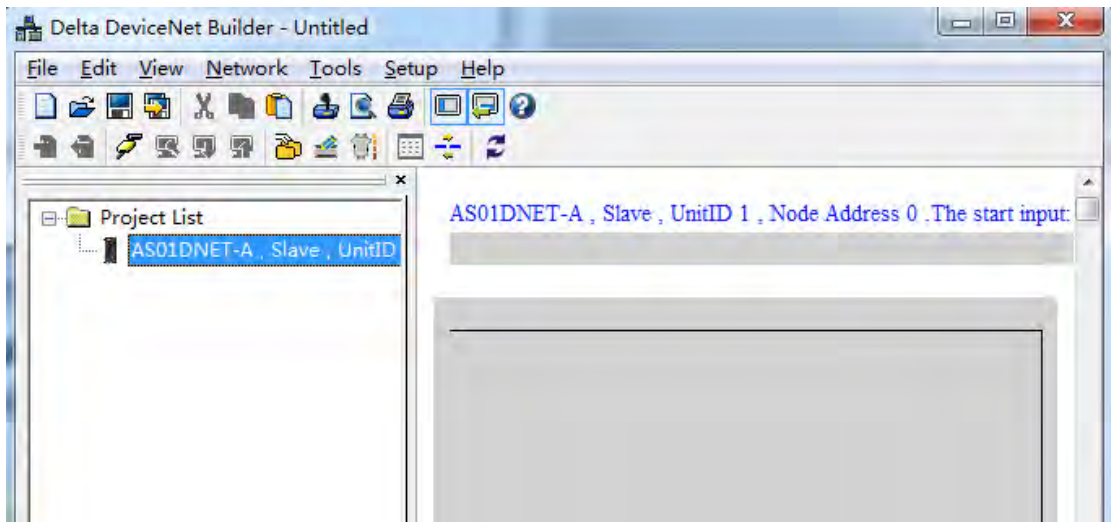 Delta DeviceNet Builder - Untitled
File Edit View Network Tools Setup Help
Project List
AS01DNET-A , Slave , UnitID
AS01DNET-A , Slave , UnitID 1 , Node Address 0 .The start input: